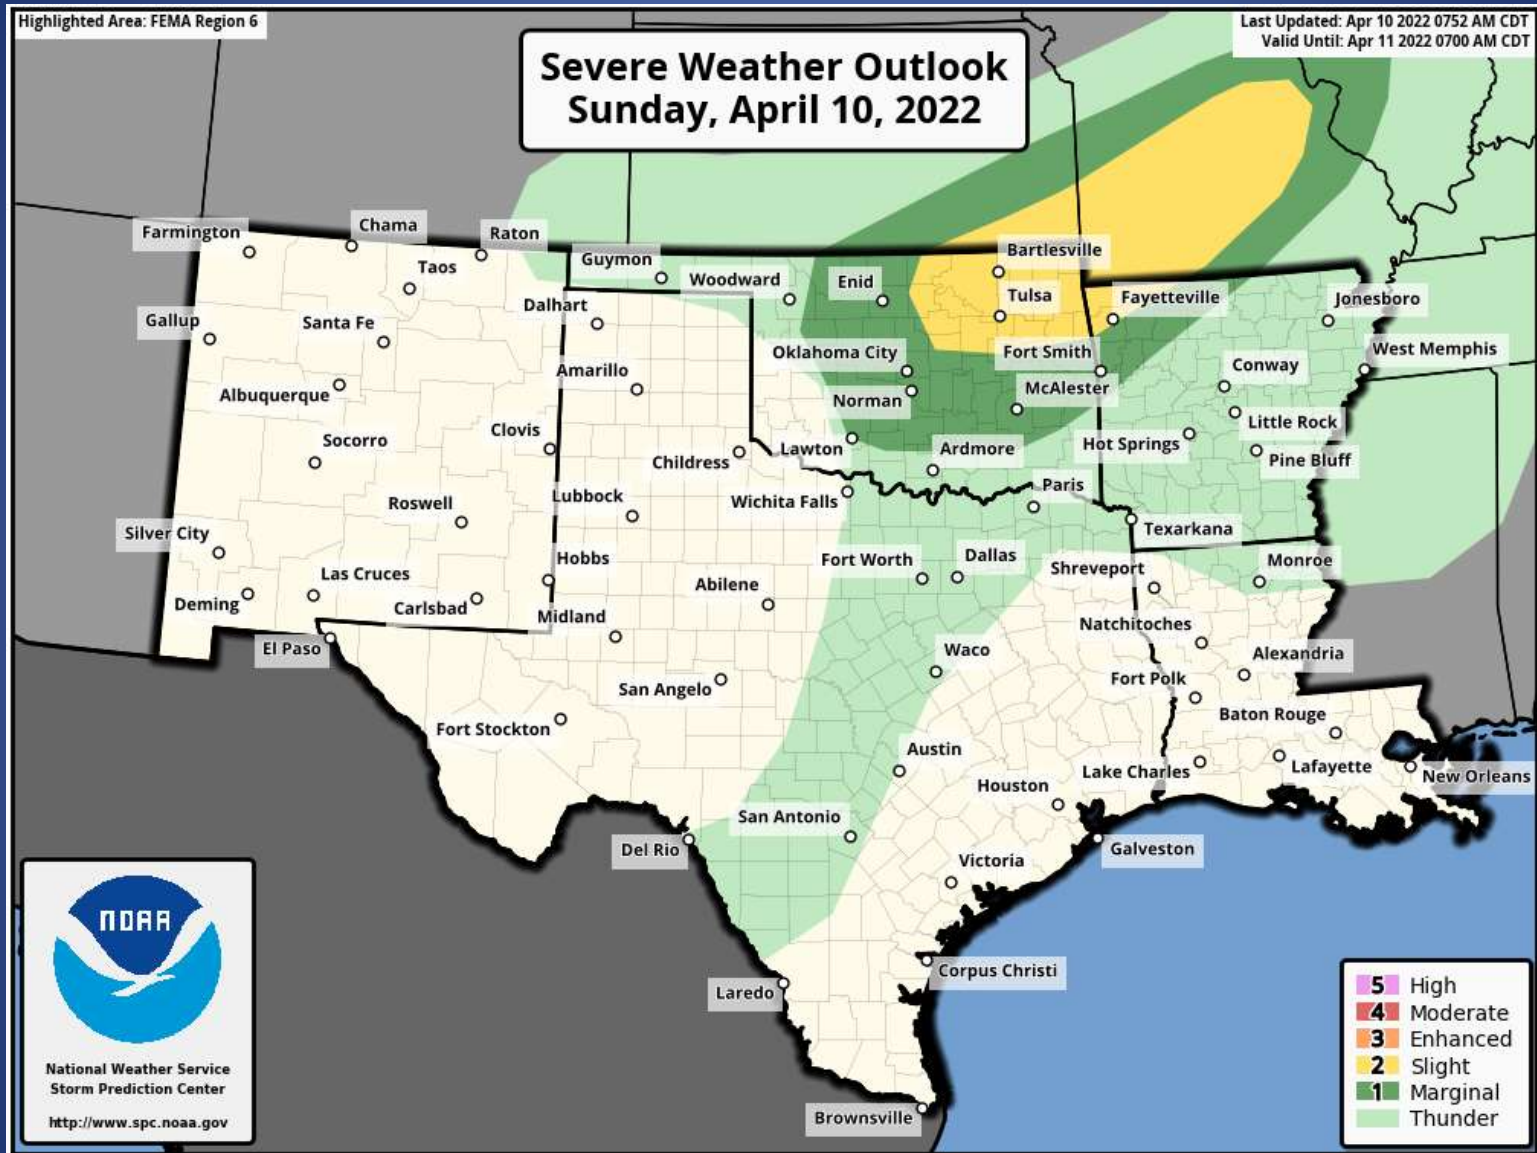 Highlighted Area: FEMA Region 6
Last Updated: Apr 10 2022 0752 AM CDT
Valid Until: Apr 11 2022 0700 AM CDT
Severe Weather Outlook
Sunday, April 10, 2022
Farmington
Chama
Raton
Taos
Guymon
Woodward
Enid
Bartlesville
Tulsa
Fayetteville
Jonesboro
Gallup
Santa Fe
Dalhart
Oklahoma City
Fort Smith
West Memphis
Amarillo
Conway
Albuquerque
Norman
McAlester
Little Rock
Socorro
Clovis
Childress
Lawton
Ardmore
Hot Springs
Pine Bluff
Roswell
Lubbock
Wichita Falls
Paris
Texarkana
Silver City
Las Cruces
Hobbs
Abilene
Fort Worth
Dallas
Shreveport
Monroe
Deming
Carlsbad
Midland
Natchitoches
El Paso
San Angelo
Waco
Alexandria
Fort Polk
Fort Stockton
Baton Rouge
Austin
Houston
Lake Charles
Lafayette
New Orleans
San Antonio
Del Rio
Galveston
Victoria
Laredo
Corpus Christi
Brownsville
NOAA
National Weather Service
Storm Prediction Center
http://www.spc.noaa.gov
5 High
4 Moderate
3 Enhanced
2 Slight
1 Marginal
Thunder